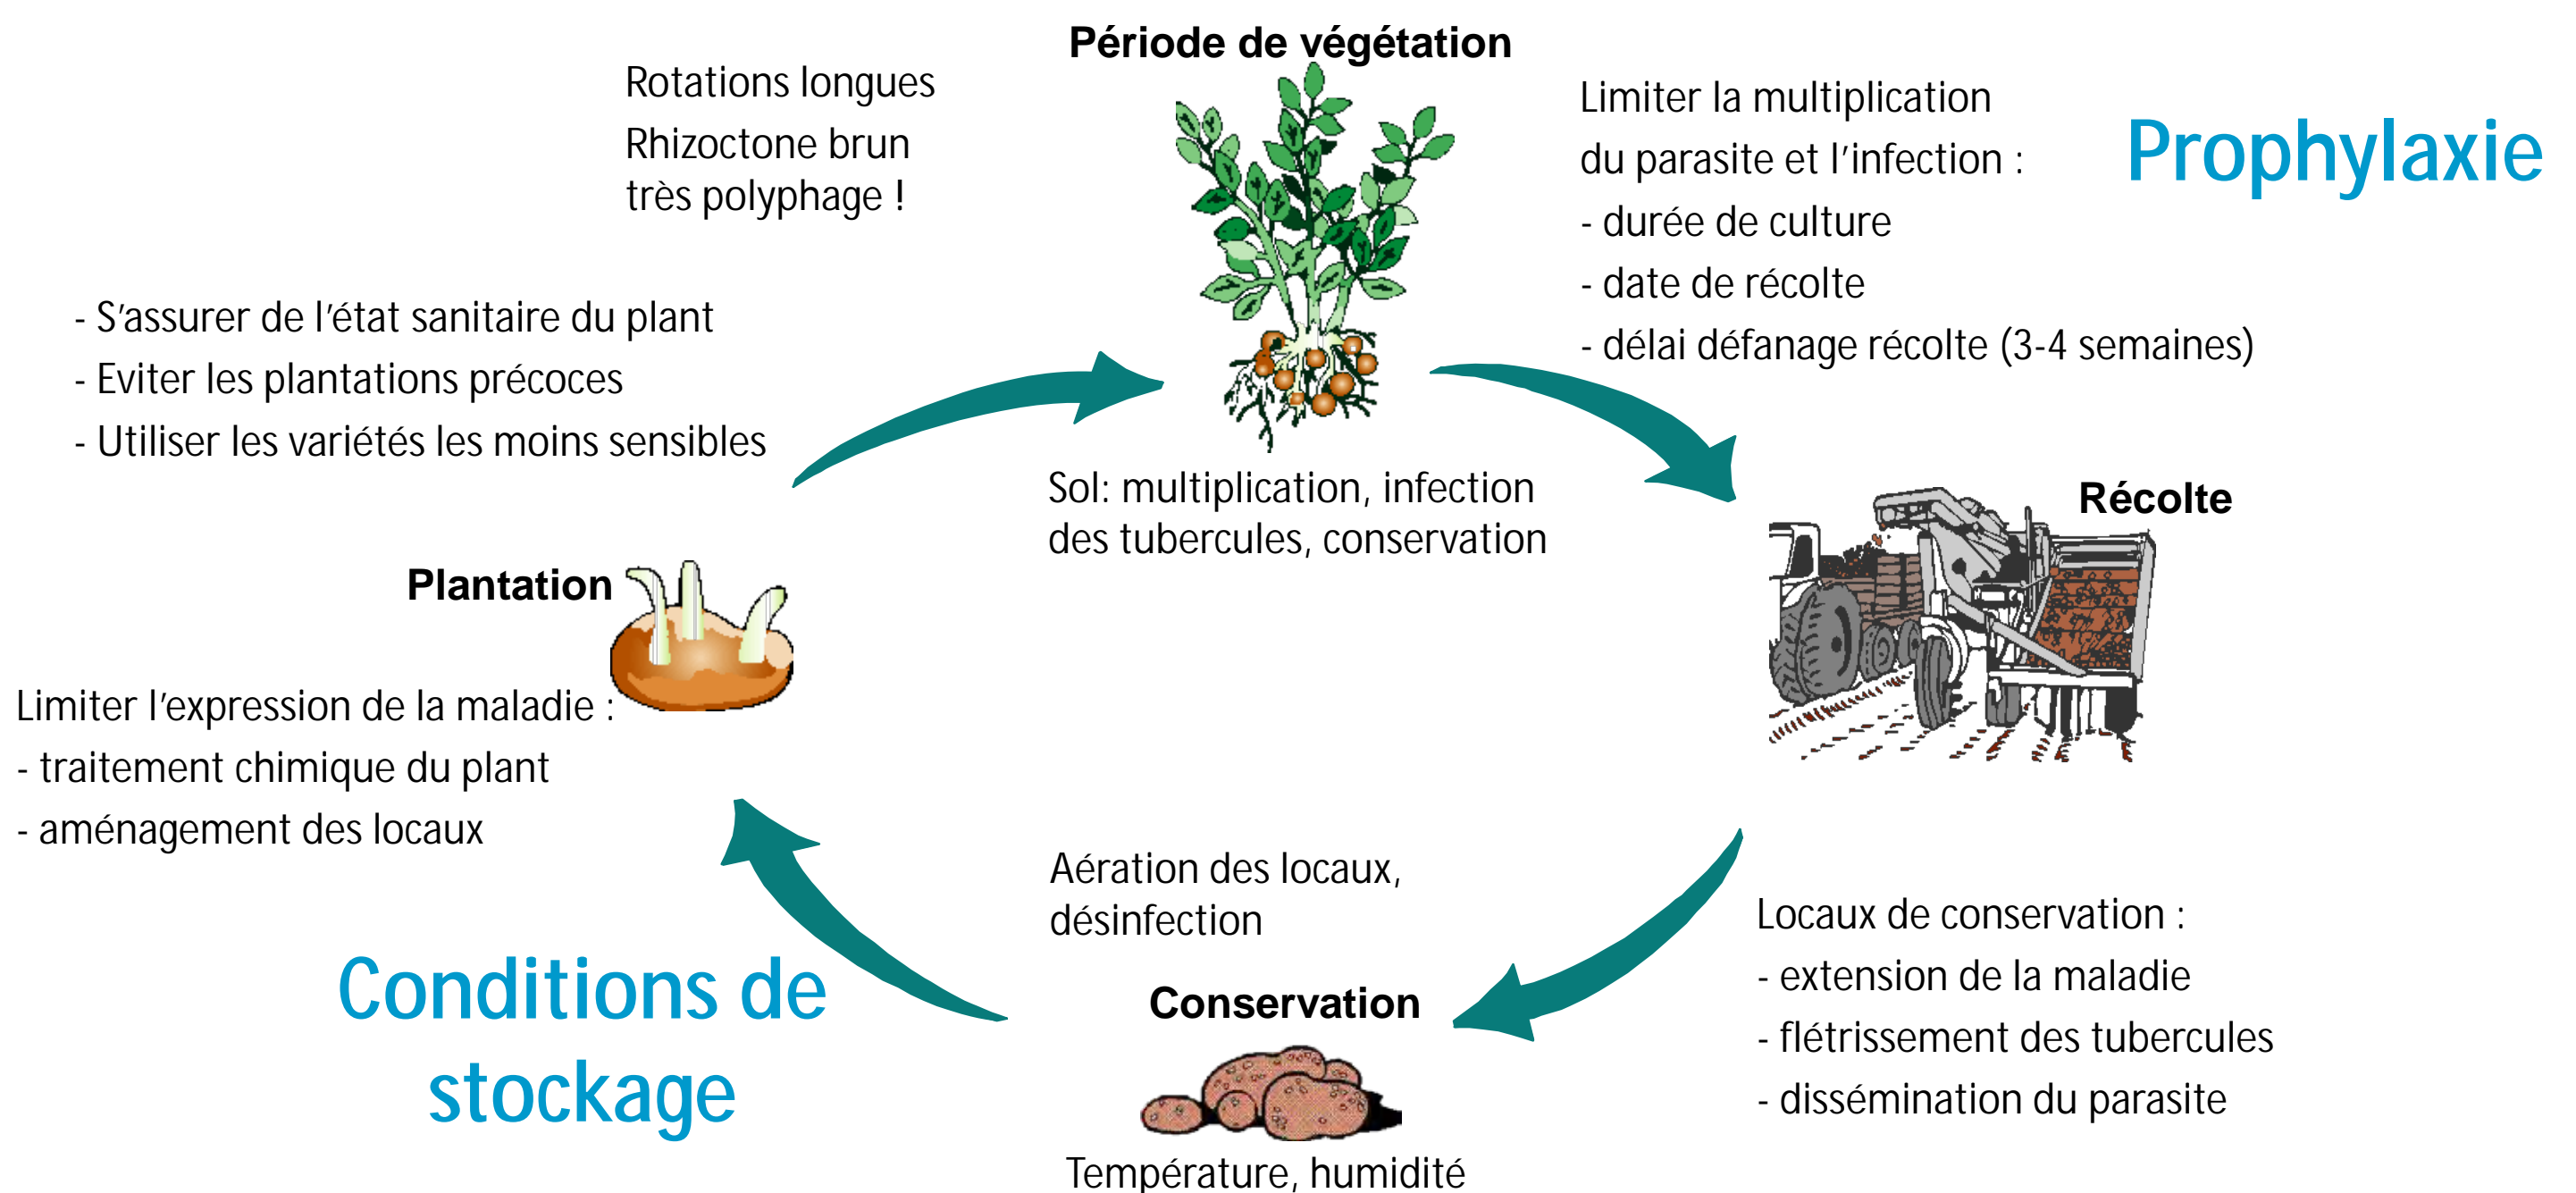 Période de végétation
Rotations longues
Rhizoctone brun
très polyphage !
Limiter la multiplication
du parasite et l'infection :
- durée de culture
- date de récolte
- délai défanage récolte (3-4 semaines)
Prophylaxie
- S'assurer de l'état sanitaire du plant
- Eviter les plantations précoces
- Utiliser les variétés les moins sensibles
Sol: multiplication, infection
des tubercules, conservation
Récolte
Plantation
Limiter l'expression de la maladie :
- traitement chimique du plant
- aménagement des locaux
Aération des locaux,
désinfection
Locaux de conservation :
- extension de la maladie
- flétrissement des tubercules
- dissémination du parasite
Conditions de
stockage
Conservation
Température, humidité